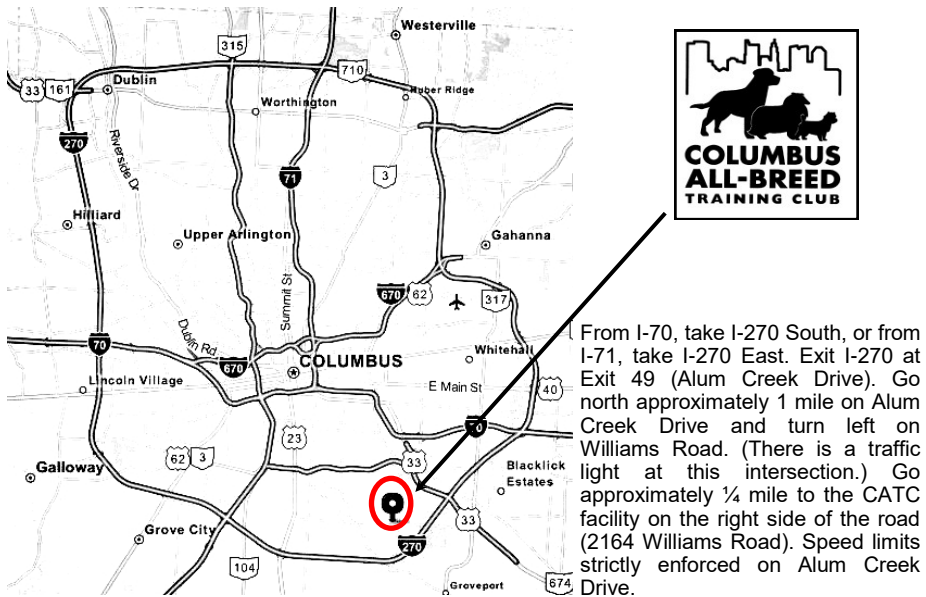 Westerville
315
710
Dublin
33
161
Huber Ridge
Worthington
270
Riverside Dr
71
3
Hilliard
Upper Arlington
Gahanna
Summit St
670
62
317
70
Dublin Rd
COLUMBUS
Whitehall
670
Lincoln Village
E Main St
40
70
23
62
3
33
Galloway
Blacklick
Estates
33
Grove City
270
104
674
Groveport
COLUMBUS
ALL-BREED
TRAINING CLUB
From I-70, take I-270 South, or from
I-71, take I-270 East. Exit I-270 at
Exit 49 (Alum Creek Drive). Go
north approximately 1 mile on Alum
Creek Drive and turn left on
Williams Road. (There is a traffic
light at this intersection.) Go
approximately ¼ mile to the CATC
facility on the right side of the road
(2164 Williams Road). Speed limits
strictly enforced on Alum Creek
Drive.